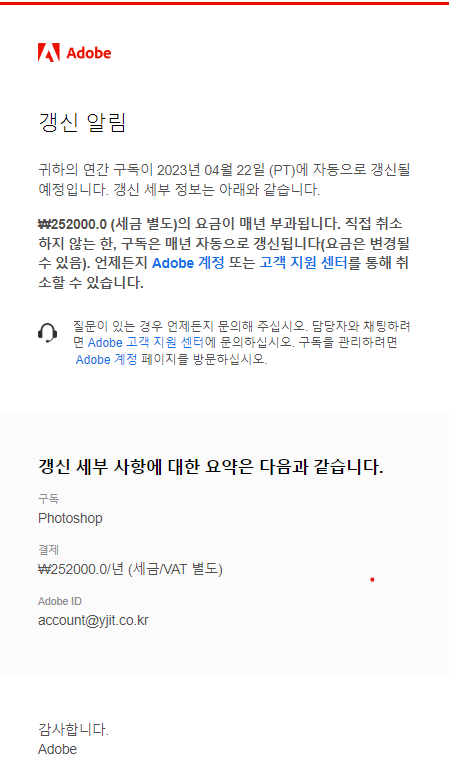 Adobe
갱신 알림
귀하의 연간 구독이 2023년 04월 22일 (PT)에 자동으로 갱신될
예정입니다. 갱신 세부 정보는 아래와 같습니다.
₩252000.0 (세금 별도)의 요금이 매년 부과됩니다. 직접 취소
하지 않는 한, 구독은 매년 자동으로 갱신됩니다(요금은 변경될
수 있음). 언제든지 Adobe 계정 또는 고객 지원 센터를 통해 취
소할 수 있습니다.
질문이 있는 경우 언제든지 문의해 주십시오. 담당자와 채팅하려
면 Adobe 고객 지원 센터에 문의하십시오. 구독을 관리하려면
Adobe 계정 페이지를 방문하십시오.
갱신 세부 사항에 대한 요약은 다음과 같습니다.
구독
Photoshop
결제
₩252000.0/년 (세금/VAT 별도)
Adobe ID
account@yjit.co.kr
감사합니다.
Adobe